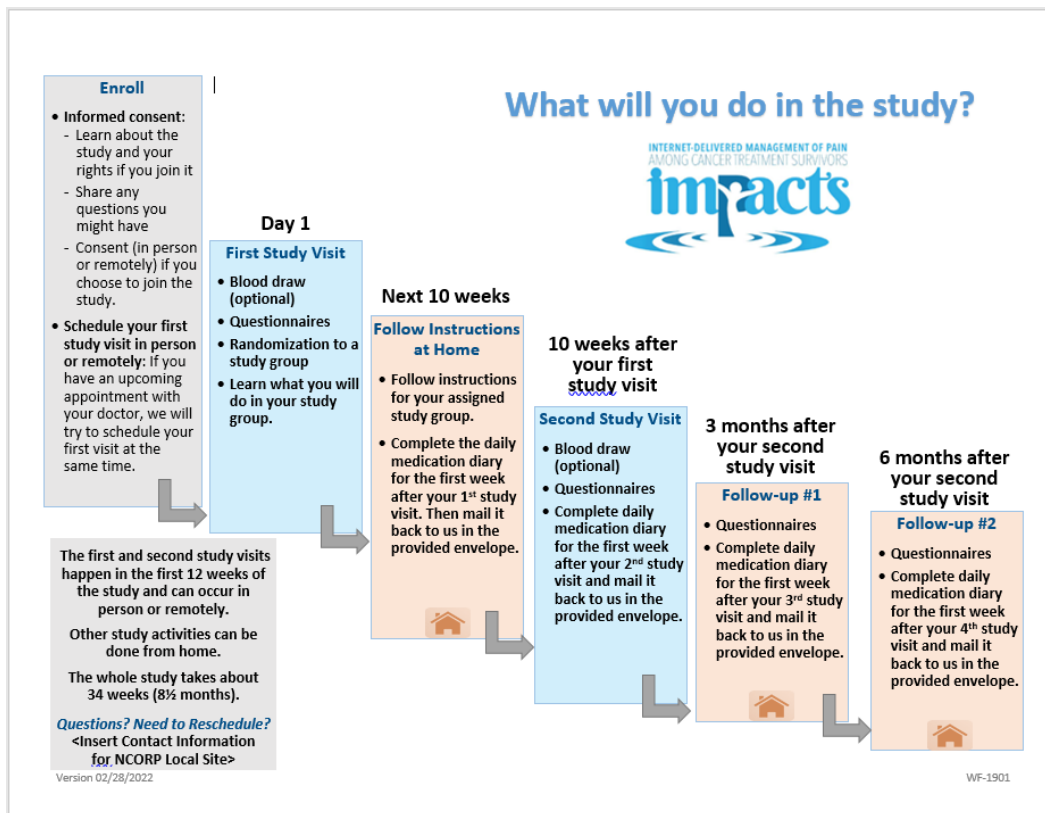 What will you do in the study?
INTERNET-DELIVERED MANAGEMENT OF PAIN
AMONG CANCER TREATMENT SURVIVORS
impacts
Enroll
• Informed consent:
- Learn about the
study and your
rights if you join it
- Share any
questions you
might have
- Consent (in person
or remotely) if you
choose to join the
study.
• Schedule your first
study visit in person
or remotely: If you
have an upcoming
appointment with
your doctor, we will
try to schedule your
first visit at the
same time.
Day 1
First Study Visit
• Blood draw
(optional)
• Questionnaires
• Randomization to a
study group
• Learn what you will
do in your study
group.
Next 10 weeks
Follow Instructions
at Home
• Follow instructions
for your assigned
study group.
• Complete the daily
medication diary
for the first week
after your 1st study
visit. Then mail it
back to us in the
provided envelope.
10 weeks after
your first
study visit
Second Study Visit
• Blood draw
(optional)
• Questionnaires
• Complete daily
medication diary
for the first week
after your 2nd study
visit and mail it
back to us in the
provided envelope.
3 months after
your second
study visit
Follow-up #1
• Questionnaires
• Complete daily
medication diary
for the first week
after your 3rd study
visit and mail it
back to us in the
provided envelope.
6 months after
your second
study visit
Follow-up #2
• Questionnaires
• Complete daily
medication diary
for the first week
after your 4th study
visit and mail it
back to us in the
provided envelope.
The first and second study visits
happen in the first 12 weeks of
the study and can occur in
person or remotely.
Other study activities can be
done from home.
The whole study takes about
34 weeks (8½ months).
Questions? Need to Reschedule?
<Insert Contact Information
for NCORP Local Site>
Version 02/28/2022
WF-1901